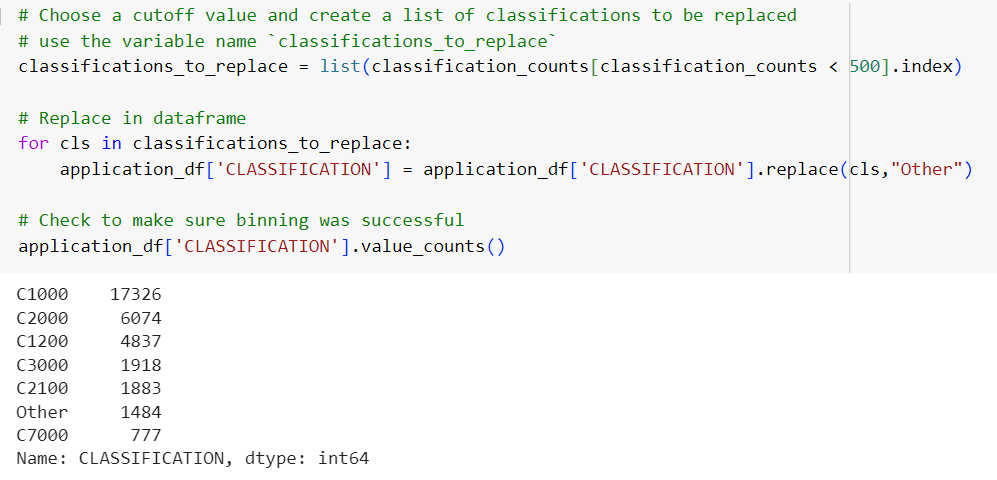 # Choose a cutoff value and create a list of classifications to be replaced
# use the variable name `classifications_to_replace`
classifications_to_replace = list(classification_counts[classification_counts < 500].index)
# Replace in dataframe
for cls in classifications_to_replace:
    application_df['CLASSIFICATION'] = application_df['CLASSIFICATION'].replace(cls,"Other")
# Check to make sure binning was successful
application_df['CLASSIFICATION'].value_counts()
C1000    17326
C2000     6074
C1200     4837
C3000     1918
C2100     1883
Other     1484
C7000      777
Name: CLASSIFICATION, dtype: int64